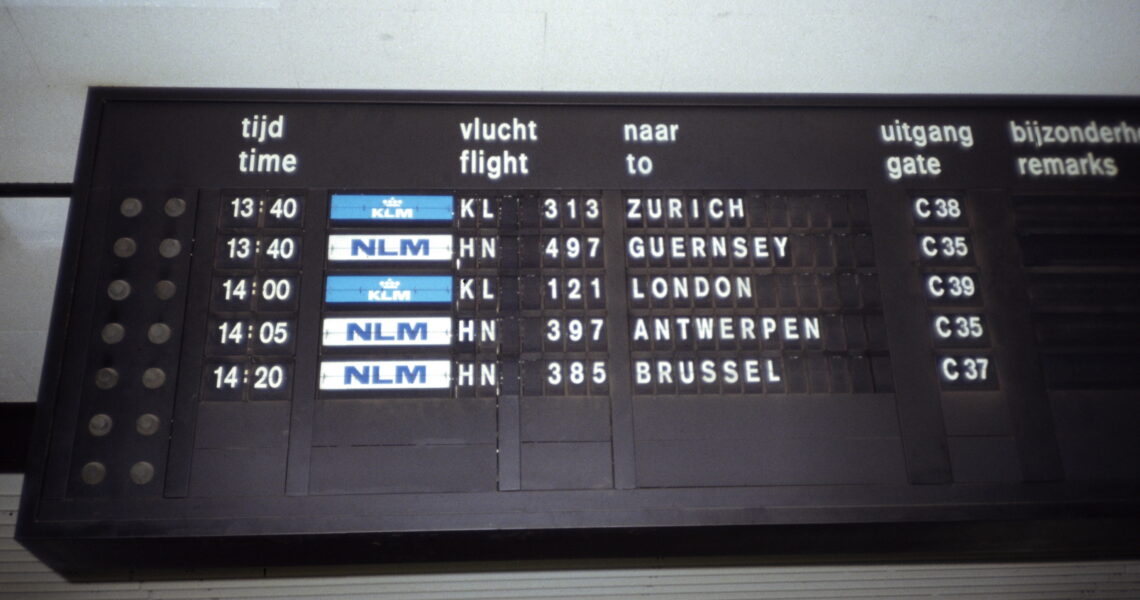 tijd vlucht naar uitgang bijzonderh
time flight to gate remarks
13:40 KLM KL 313 ZURICH C38
13:40 NLM HN 497 GUERNSEY C35
14:00 KLM KL 121 LONDON C39
14:05 NLM HN 397 ANTWERPEN C35
14:20 NLM HN 385 BRUSSEL C37